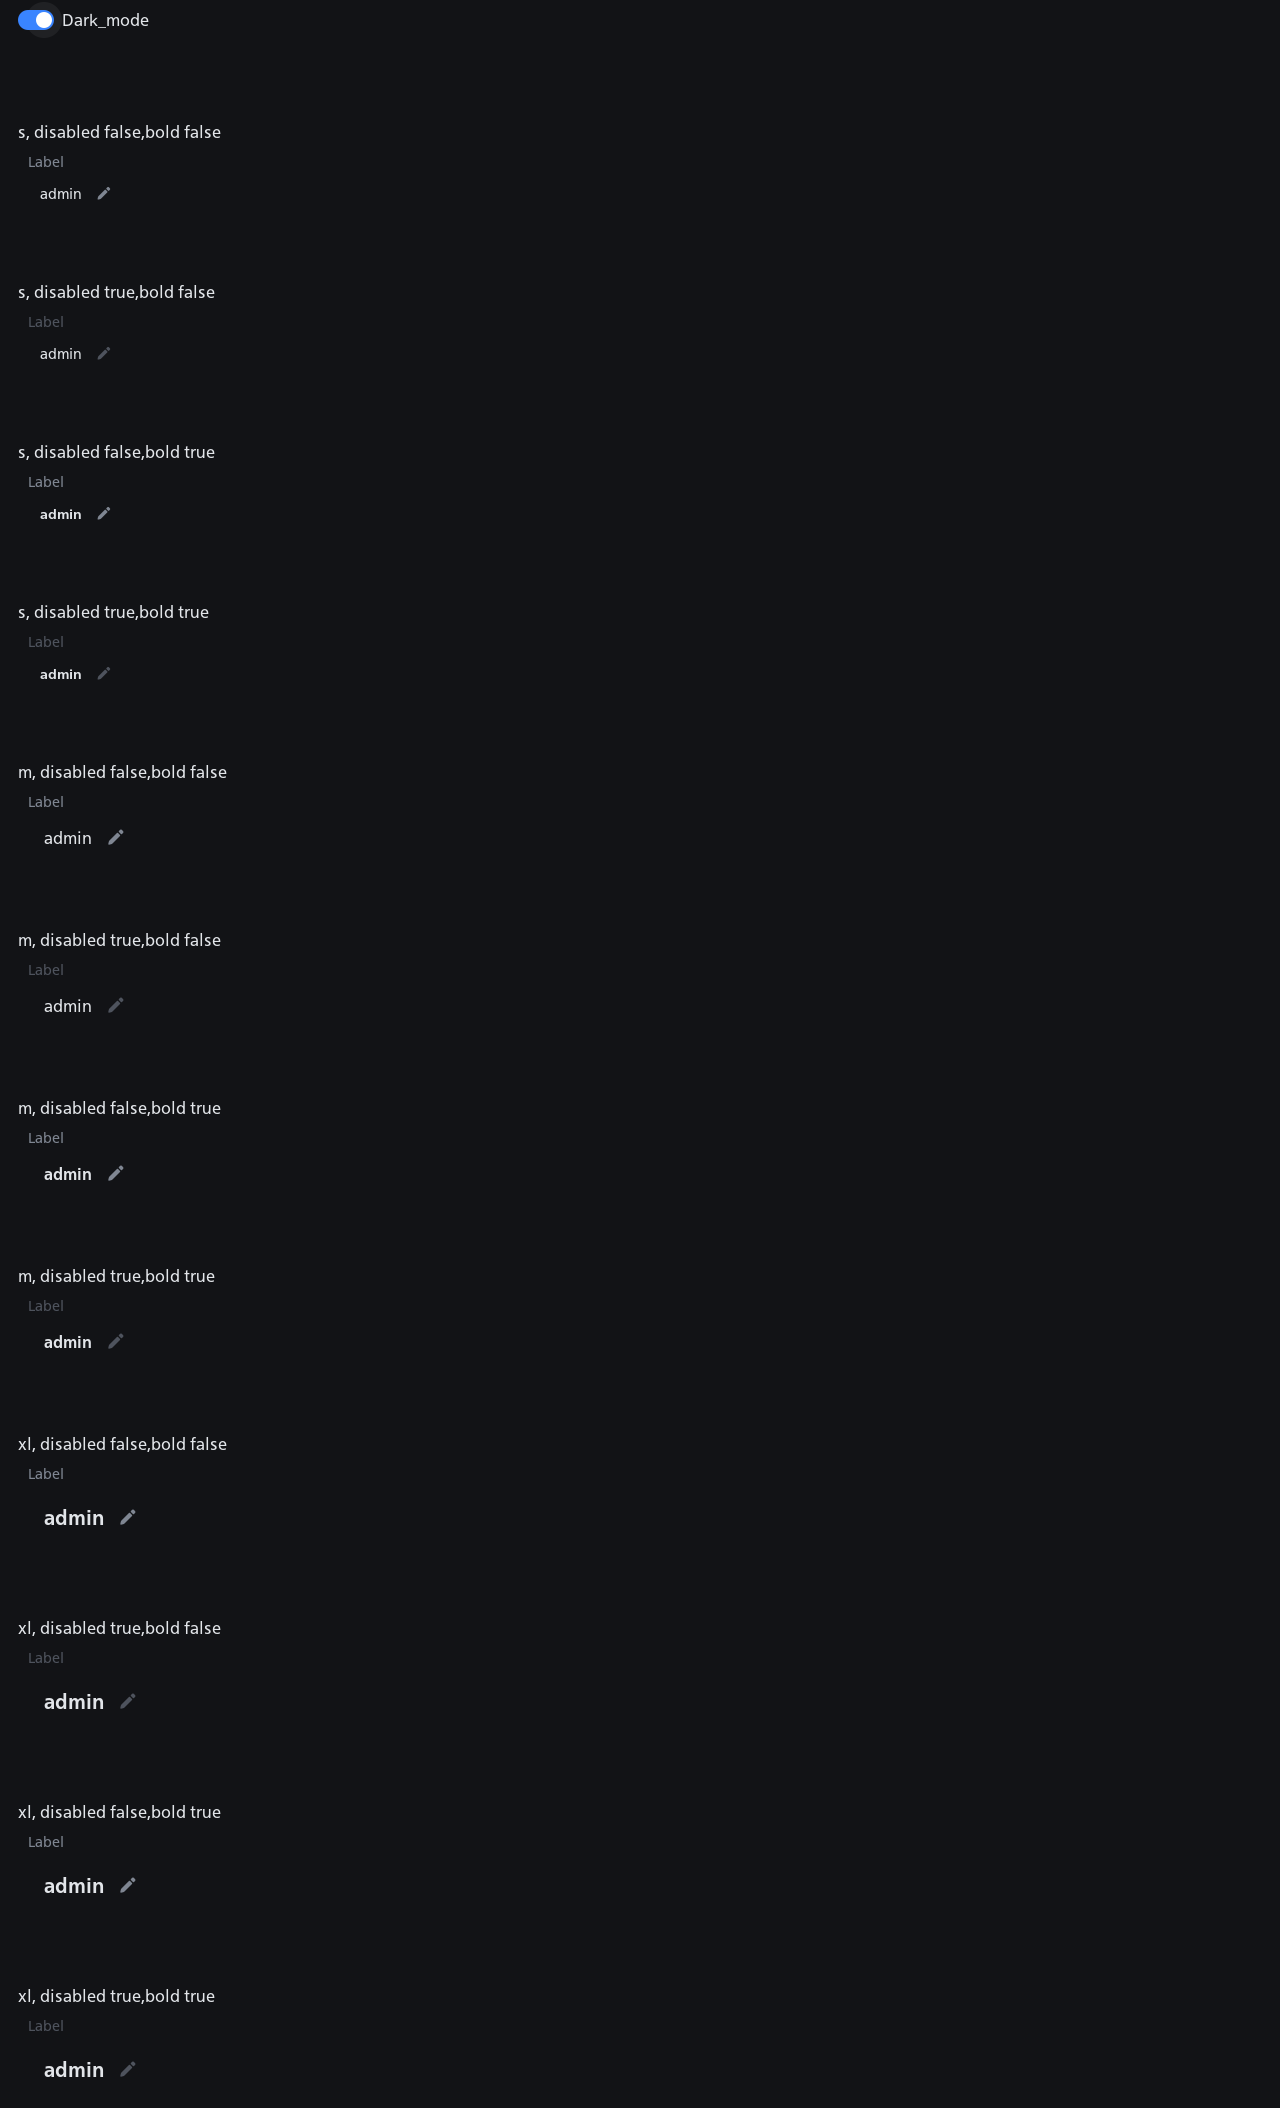 Dark_mode
s, disabled false,bold false
Label
admin
s, disabled true,bold false
Label
admin
s, disabled false,bold true
Label
admin
s, disabled true,bold true
Label
admin
m, disabled false,bold false
Label
admin
m, disabled true,bold false
Label
admin
m, disabled false,bold true
Label
admin
m, disabled true,bold true
Label
admin
xl, disabled false,bold false
Label
admin
xl, disabled true,bold false
Label
admin
xl, disabled false,bold true
Label
admin
xl, disabled true,bold true
Label
admin